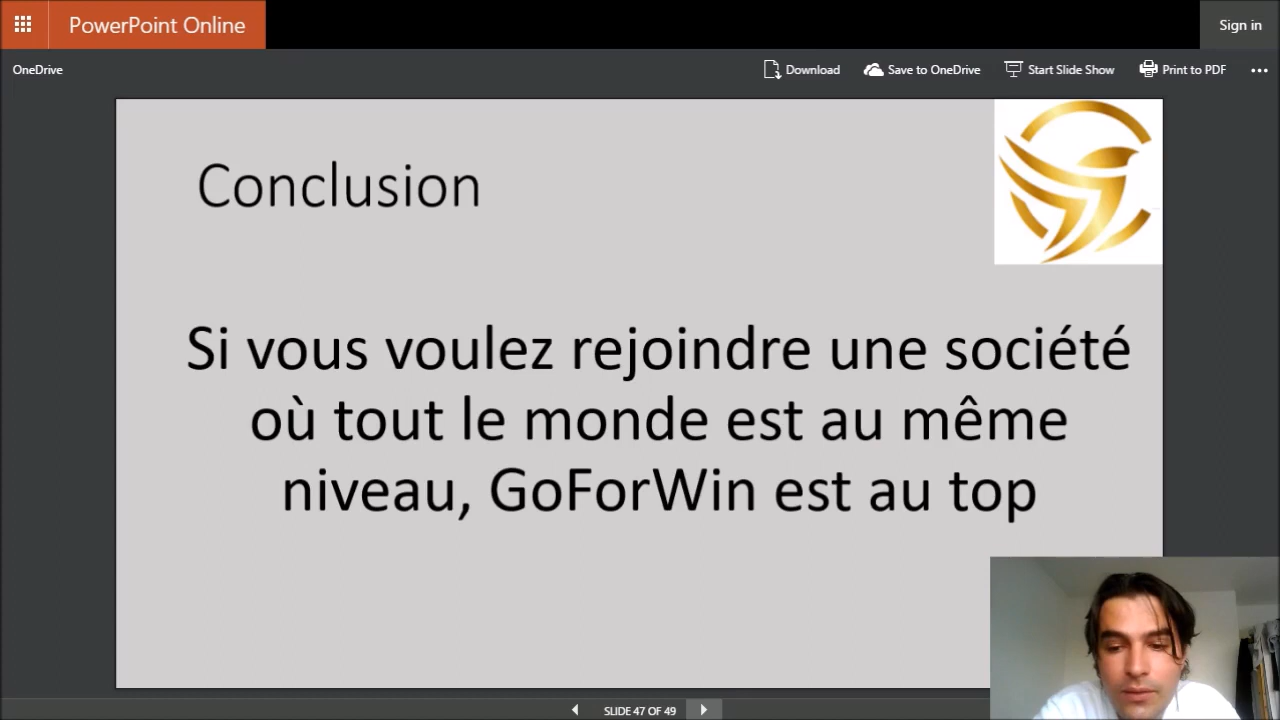 PowerPoint Online
Sign in
OneDrive
Download
Save to OneDrive
Start Slide Show
Print to PDF
Conclusion
Si vous voulez rejoindre une société
où tout le monde est au même
niveau, GoForWin est au top
SLIDE 47 OF 49